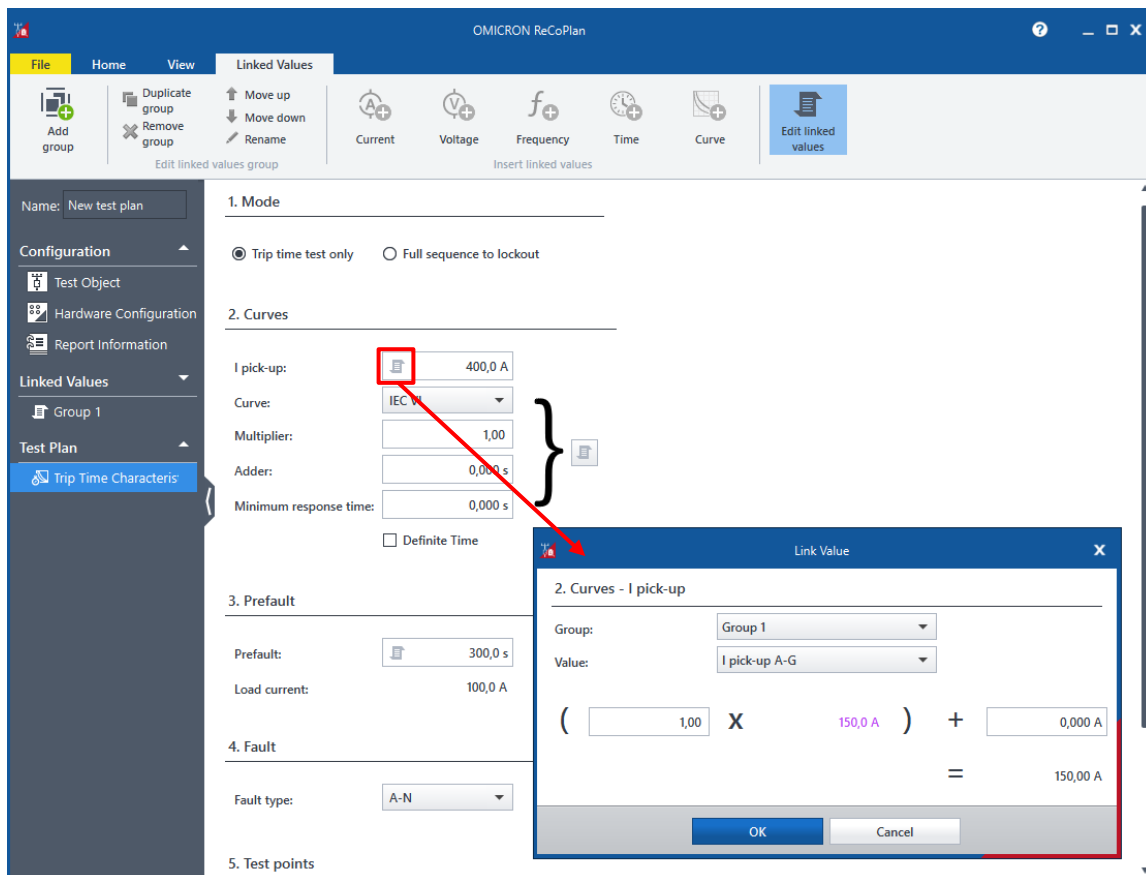 OMICRON ReCoPlan
File Home View Linked Values
Add group
Duplicate group
Remove group
Move up
Move down
Rename
Edit linked values group
Current Voltage Frequency Time Curve
Insert linked values
Edit linked values
Name: New test plan
Configuration
Test Object
Hardware Configuration
Report Information
Linked Values
Group 1
Test Plan
Trip Time Characteris
1. Mode
Trip time test only Full sequence to lockout
2. Curves
I pick-up: 400,0 A
Curve: IEC VI
Multiplier: 1,00
Adder: 0,000 s
Minimum response time: 0,000 s
Definite Time
3. Prefault
Prefault: 300,0 s
Load current: 100,0 A
4. Fault
Fault type: A-N
5. Test points
Link Value
2. Curves - I pick-up
Group: Group 1
Value: I pick-up A-G
( 1,00 X 150,0 A ) + 0,000 A
= 150,00 A
OK Cancel